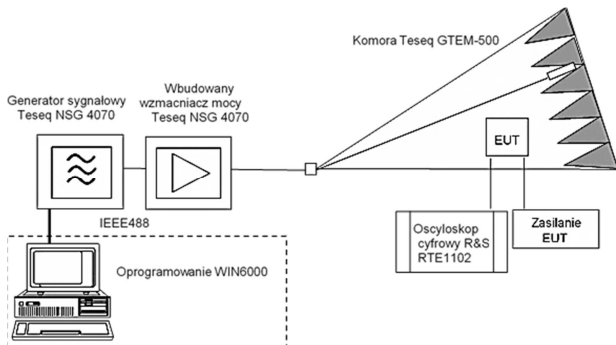 Komora Teseq GTEM-500
Generator sygnałowy
Teseq NSG 4070
Wbudowany
wzmacniacz mocy
Teseq NSG 4070
EUT
IEEE488
Oprogramowanie WIN6000
Oscyloskop
cyfrowy R&S
RTE1102
Zasilanie
EUT